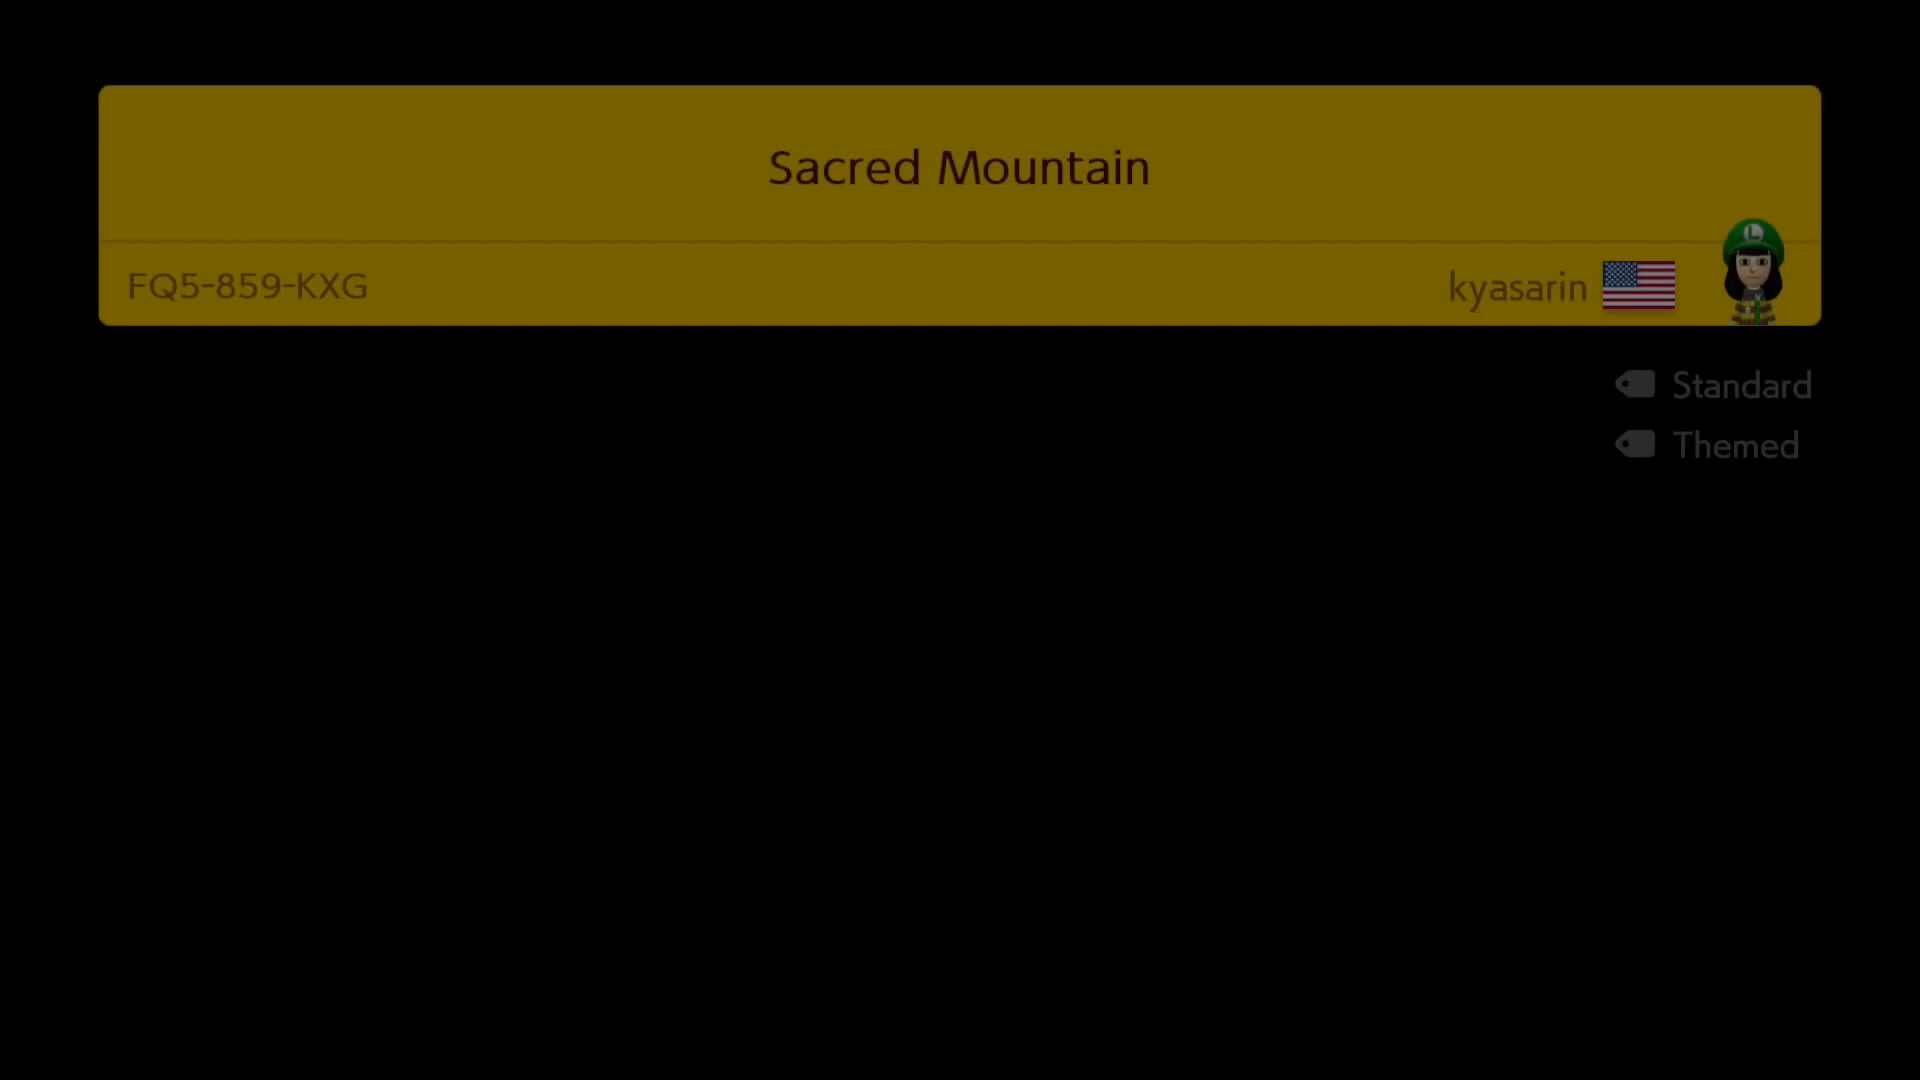 Sacred Mountain
FQ5-859-KXG
kyasarin
L
Standard
Themed